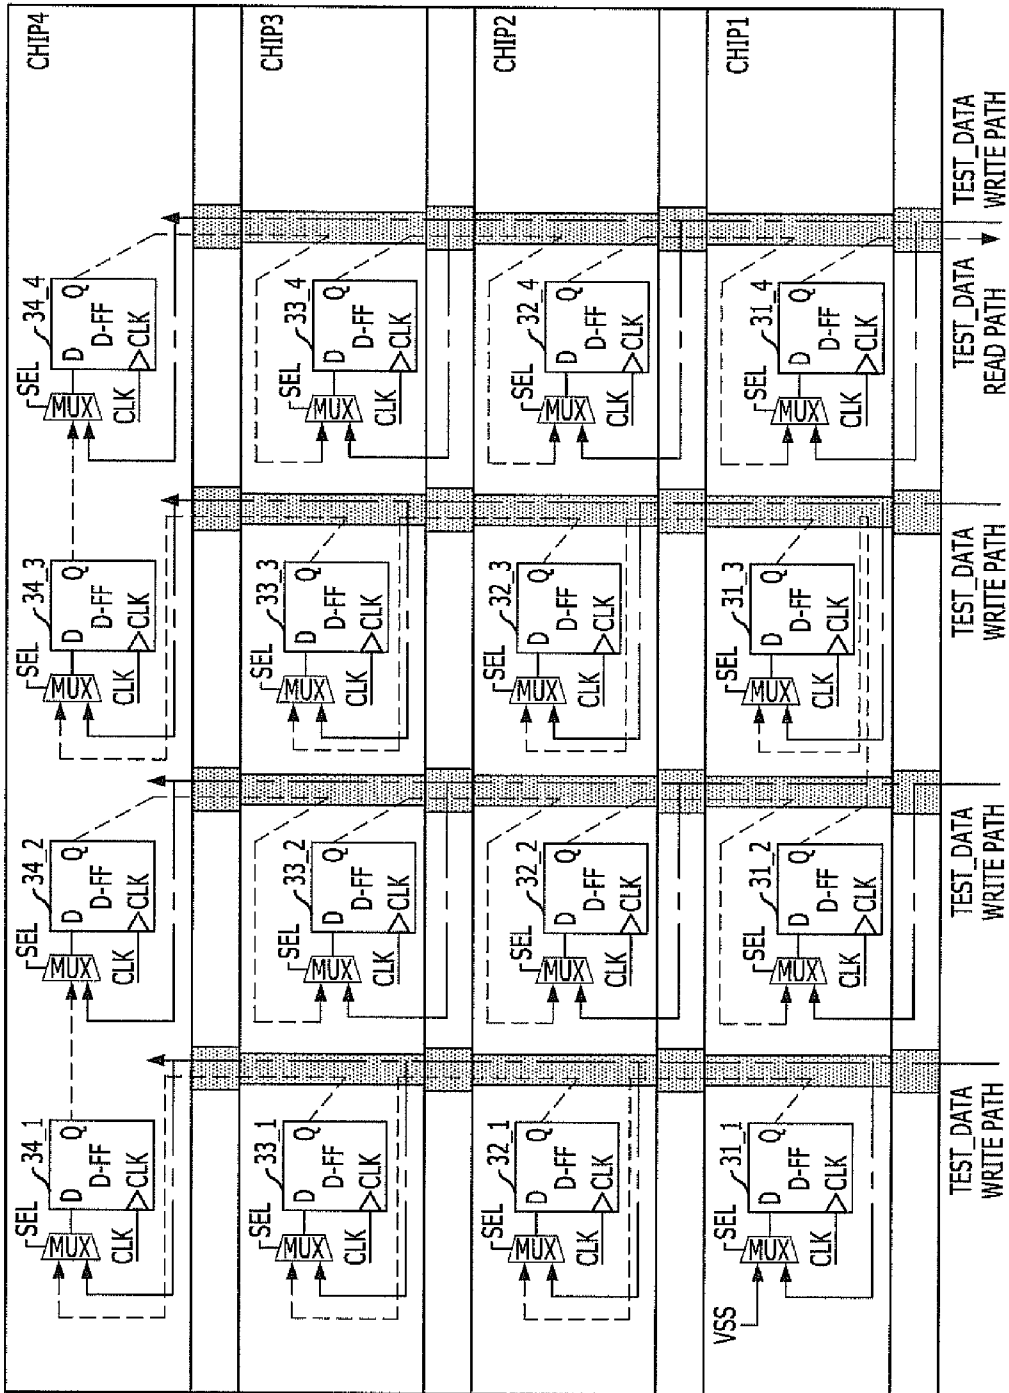 CHIP4
SEL
34_1
MUX
D
Q
D-FF
CLK
CLK
SEL
34_2
MUX
D
Q
D-FF
CLK
CLK
SEL
34_3
MUX
D
Q
D-FF
CLK
CLK
SEL
34_4
MUX
D
Q
D-FF
CLK
CLK
CHIP3
SEL
33_1
MUX
D
Q
D-FF
CLK
CLK
SEL
33_2
MUX
D
Q
D-FF
CLK
CLK
SEL
33_3
MUX
D
Q
D-FF
CLK
CLK
SEL
33_4
MUX
D
Q
D-FF
CLK
CLK
CHIP2
SEL
32_1
MUX
D
Q
D-FF
CLK
CLK
SEL
32_2
MUX
D
Q
D-FF
CLK
CLK
SEL
32_3
MUX
D
Q
D-FF
CLK
CLK
SEL
32_4
MUX
D
Q
D-FF
CLK
CLK
CHIP1
VSS
SEL
31_1
MUX
D
Q
D-FF
CLK
CLK
SEL
31_2
MUX
D
Q
D-FF
CLK
CLK
SEL
31_3
MUX
D
Q
D-FF
CLK
CLK
SEL
31_4
MUX
D
Q
D-FF
CLK
CLK
TEST_DATA
WRITE PATH
TEST_DATA
WRITE PATH
TEST_DATA
WRITE PATH
TEST_DATA
READ PATH
TEST_DATA
WRITE PATH